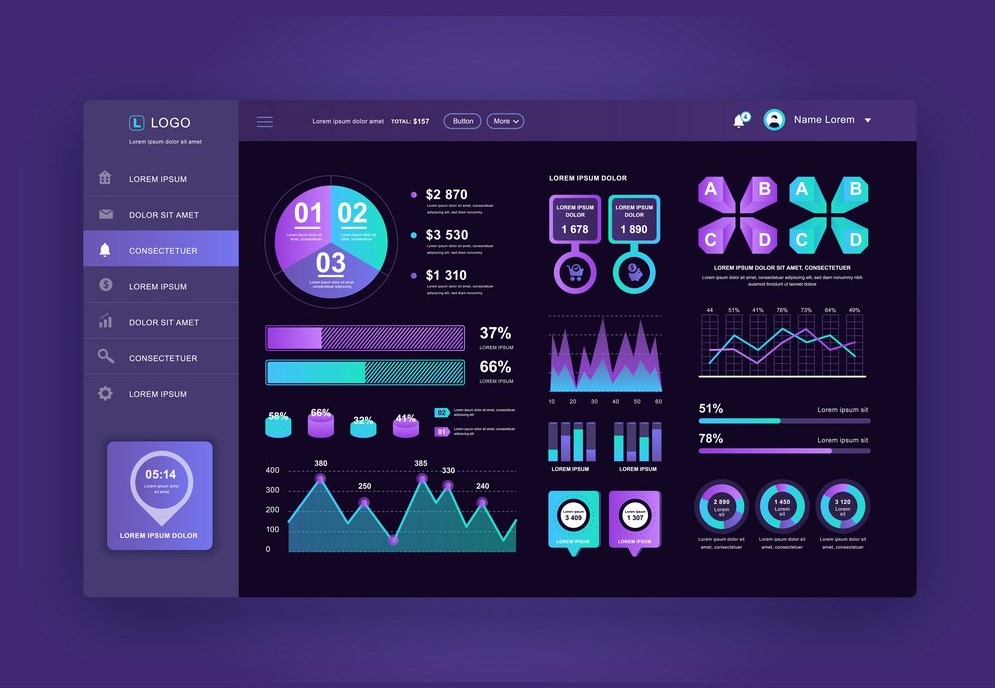 L LOGO
Lorem ipsum dolor sit amet
LOREM IPSUM
DOLOR SIT AMET
CONSECTETUER
LOREM IPSUM
DOLOR SIT AMET
CONSECTETUER
LOREM IPSUM
05:14
Lorem ipsum dolor
sit amet
LOREM IPSUM DOLOR
Lorem ipsum dolor amet TOTAL: $157 Button More
4
Name Lorem
01 02
Lorem ipsum dolor sit
amet, consectetuer
Lorem ipsum dolor sit
amet, consectetuer
03
Lorem ipsum dolor sit amet,
consectetuer adipiscing
$2 870
Lorem ipsum dolor sit amet, consectetuer
adipiscing elit, sed diam nonummy
$3 530
Lorem ipsum dolor sit amet, consectetuer
adipiscing elit, sed diam nonummy
$1 310
Lorem ipsum dolor sit amet, consectetuer
adipiscing elit, sed diam nonummy
37%
LOREM IPSUM
66%
LOREM IPSUM
58% 66% 32% 41%
02
Lorem ipsum dolor sit amet, consectetuer
adipiscing elit
01
Lorem ipsum dolor sit amet, consectetuer
adipiscing elit
400
300
200
100
0
380 250 385 330 240
LOREM IPSUM DOLOR
LOREM IPSUM
DOLOR
1 678
LOREM IPSUM
DOLOR
1 890
$
10 20 30 40 50 60
LOREM IPSUM LOREM IPSUM
Lorem ipsum
3 409
LOREM IPSUM
Lorem ipsum
1 307
LOREM IPSUM
A B A B
C D C D
LOREM IPSUM DOLOR SIT AMET, CONSECTETUER
Lorem ipsum dolor sit amet, consectetuer adipiscing elit, sed diam nonummy nibh
euismod tincidunt ut laoreet dolore
44 51% 41% 76% 73% 64% 49%
51% Lorem ipsum sit
78% Lorem ipsum sit
2 890
Lorem
sit
1 450
Lorem
sit
3 120
Lorem
sit
Lorem ipsum dolor sit
amet, consectetuer
Lorem ipsum dolor sit
amet, consectetuer
Lorem ipsum dolor sit
amet, consectetuer